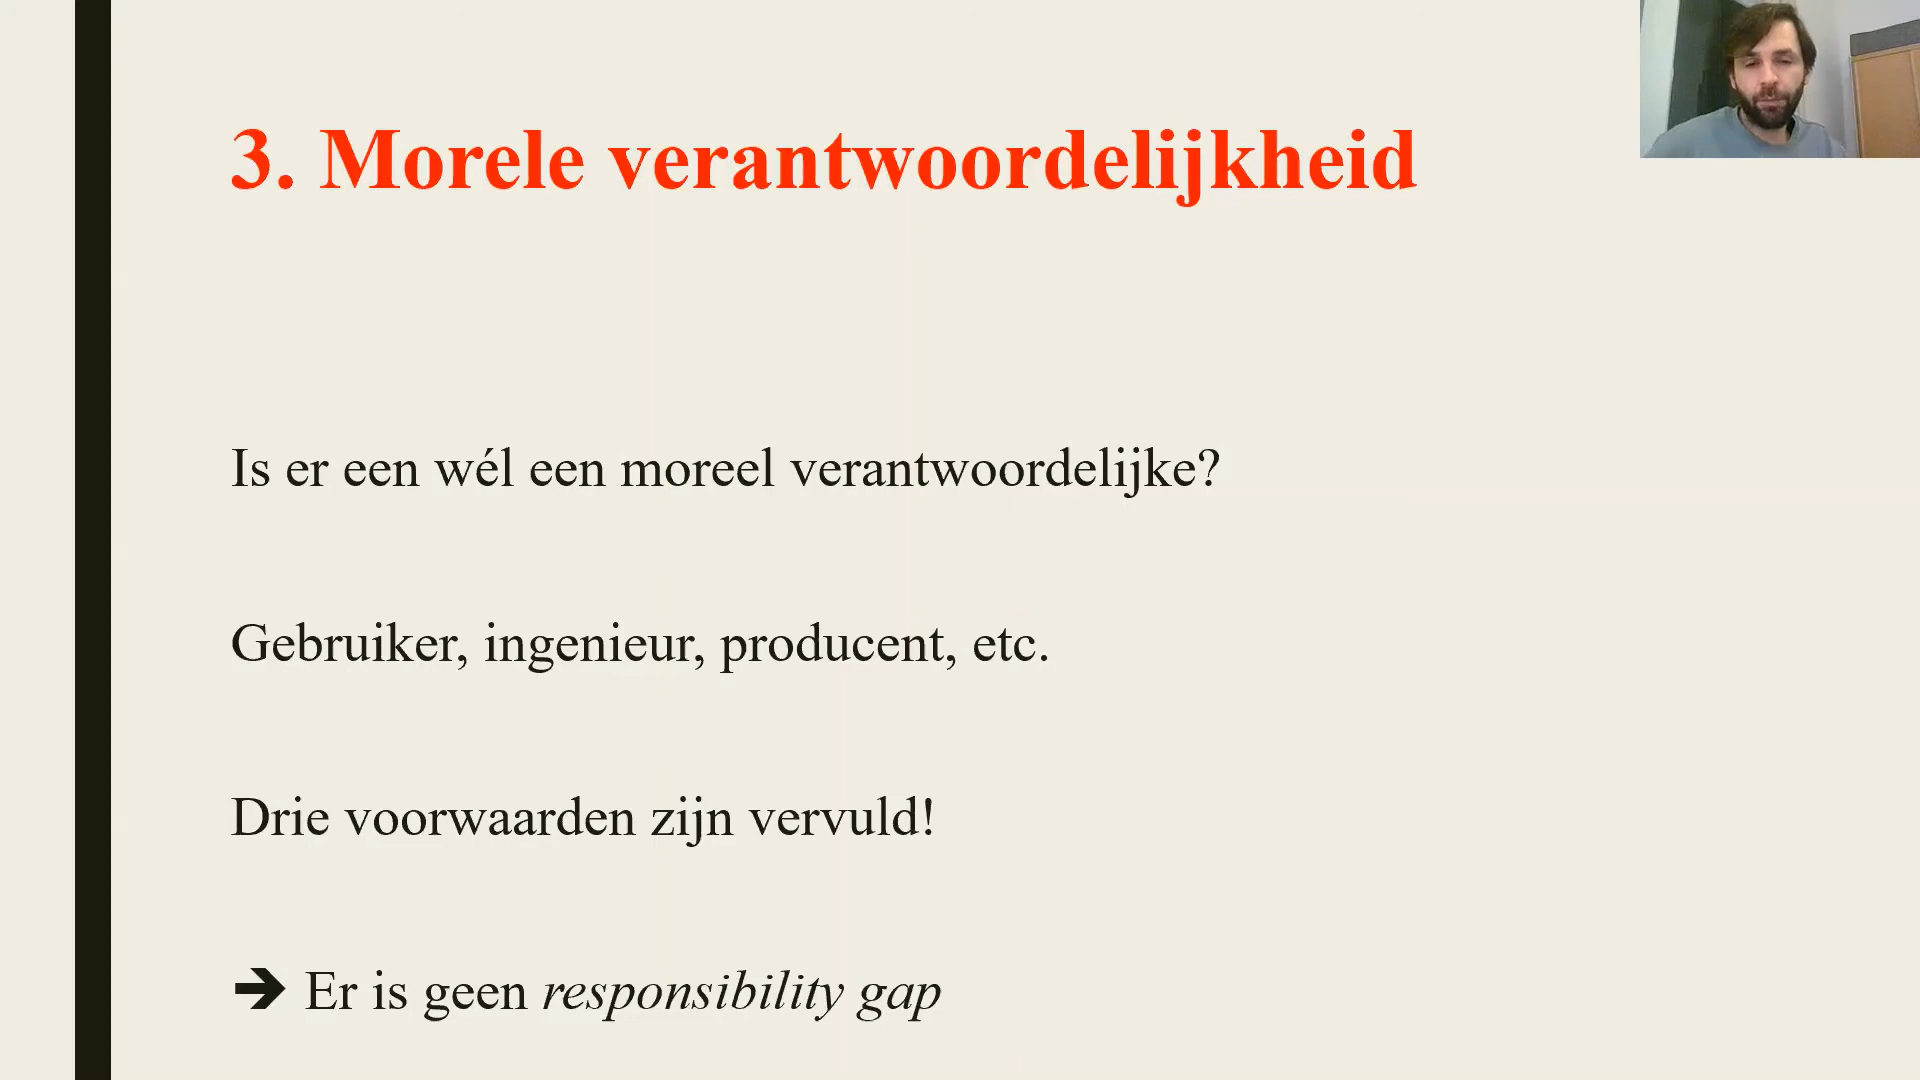 3. Morele verantwoordelijkheid
Is er een wél een moreel verantwoordelijke?
Gebruiker, ingenieur, producent, etc.
Drie voorwaarden zijn vervuld!
➔ Er is geen responsibility gap